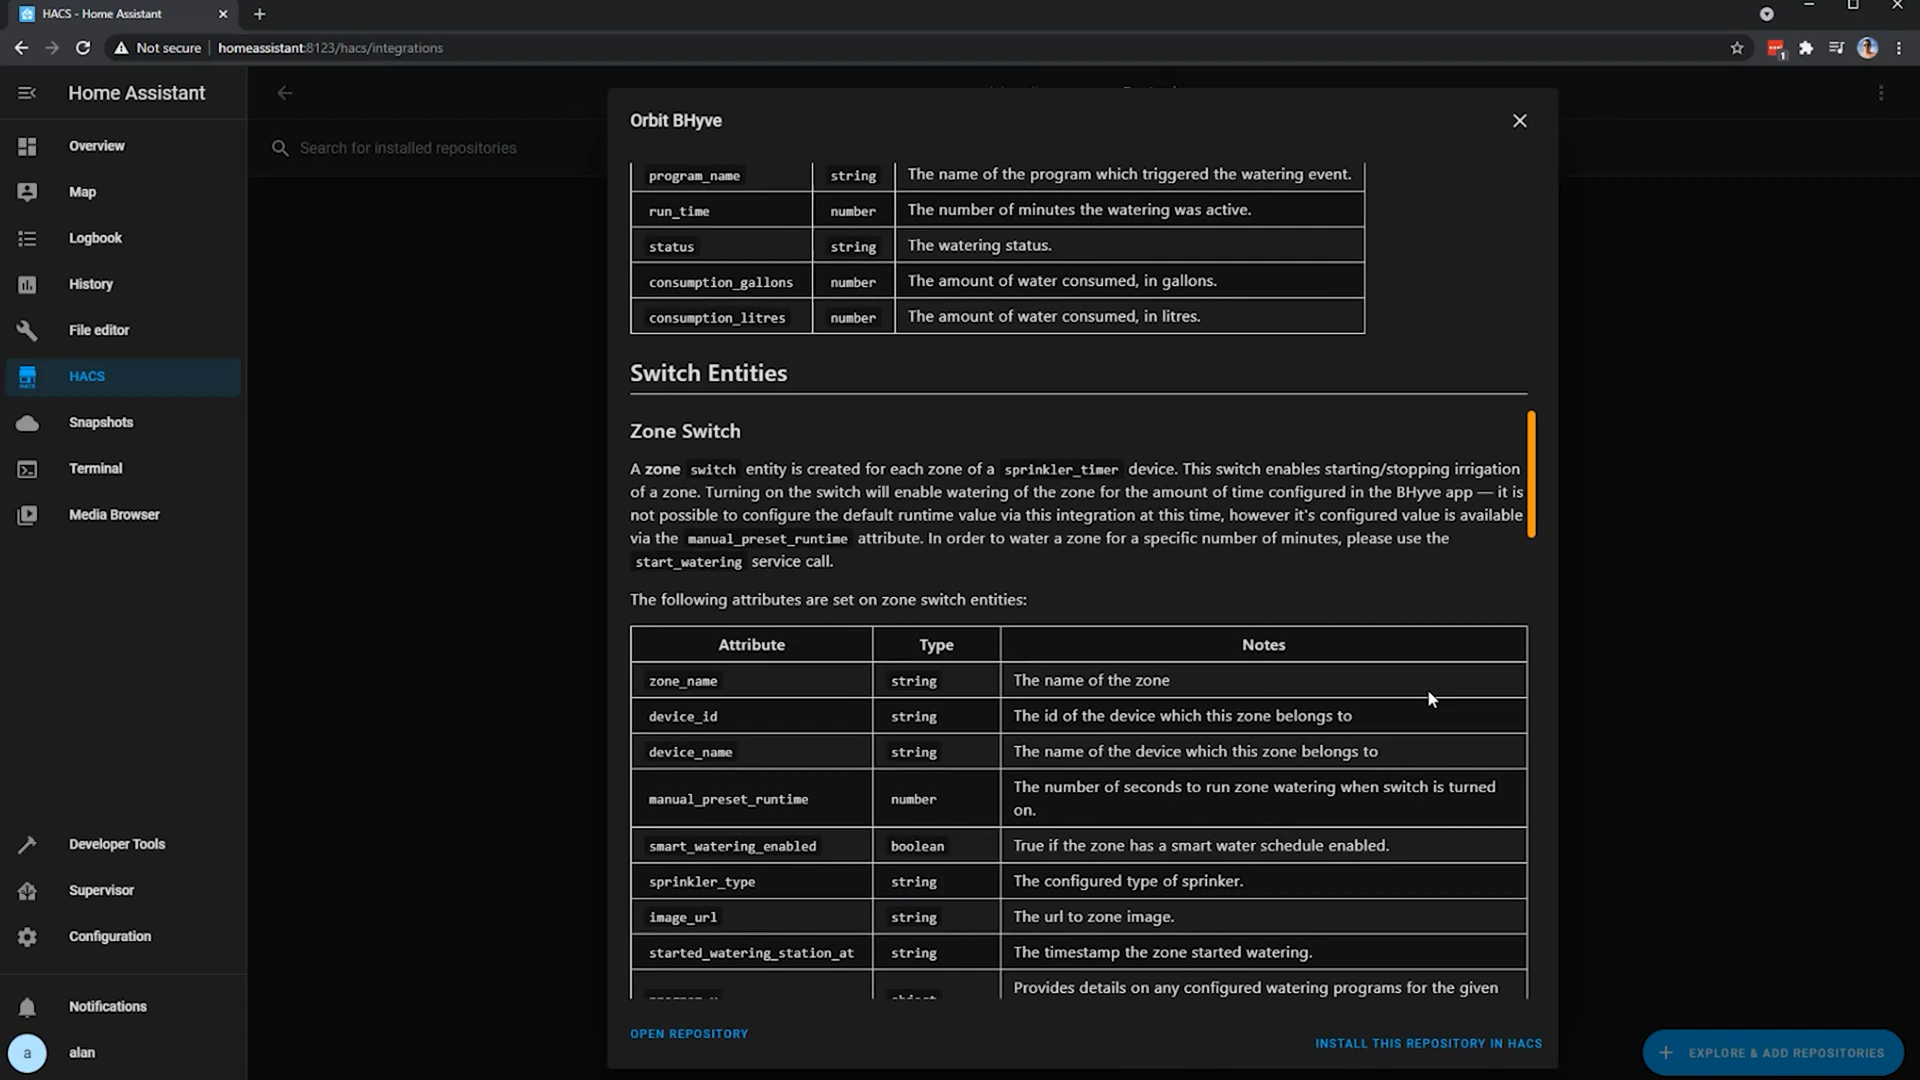 HACS - Home Assistant
Not secure
homeassistant:8123/hacs/integrations
1
Home Assistant
Overview
Map
Logbook
History
File editor
HACS
HACS
Snapshots
Terminal
Media Browser
Developer Tools
Supervisor
Configuration
Notifications
a
alan
Search for installed repositories
Orbit BHyve
program_name string The name of the program which triggered the watering event.
run_time number The number of minutes the watering was active.
status string The watering status.
consumption_gallons number The amount of water consumed, in gallons.
consumption_litres number The amount of water consumed, in litres.
Switch Entities
Zone Switch
A zone switch entity is created for each zone of a sprinkler_timer device. This switch enables starting/stopping irrigation
of a zone. Turning on the switch will enable watering of the zone for the amount of time configured in the BHyve app — it is
not possible to configure the default runtime value via this integration at this time, however it's configured value is available
via the manual_preset_runtime attribute. In order to water a zone for a specific number of minutes, please use the
start_watering service call.
The following attributes are set on zone switch entities:
Attribute Type Notes
zone_name string The name of the zone
device_id string The id of the device which this zone belongs to
device_name string The name of the device which this zone belongs to
manual_preset_runtime number The number of seconds to run zone watering when switch is turned
on.
smart_watering_enabled boolean True if the zone has a smart water schedule enabled.
sprinkler_type string The configured type of sprinker.
image_url string The url to zone image.
started_watering_station_at string The timestamp the zone started watering.
Provides details on any configured watering programs for the given
OPEN REPOSITORY
INSTALL THIS REPOSITORY IN HACS
EXPLORE & ADD REPOSITORIES